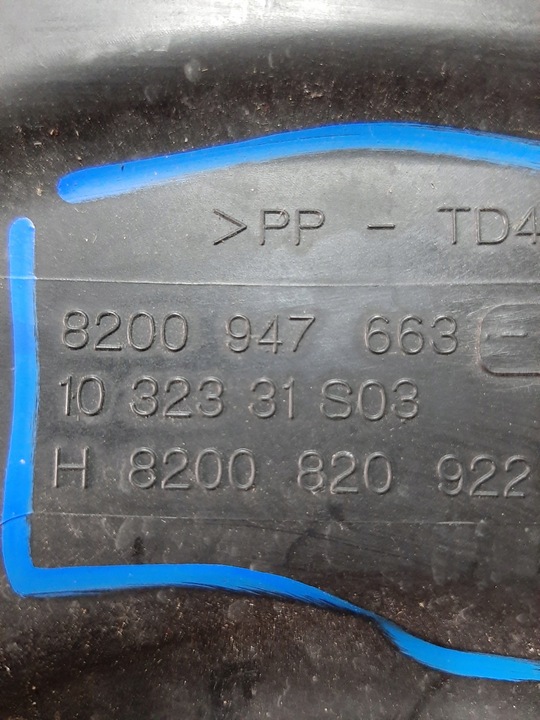 >PP - TD4
8200 947 663 -
10 323 31 S03
H 8200 820 922